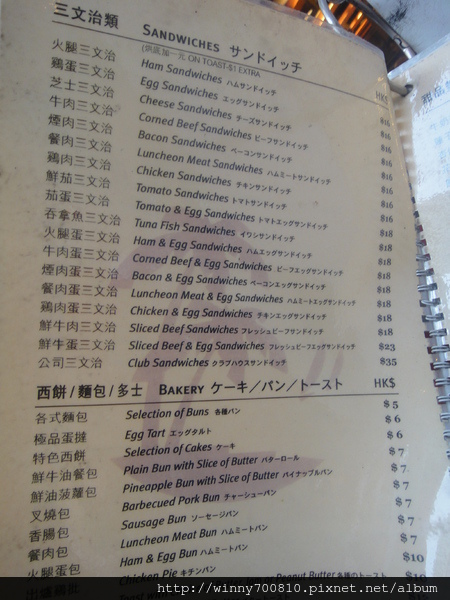 三文治類 SANDWICHES サンドイッチ
(烘底加一元 ON TOAST-$1 EXTRA HK$
火腿三文治 Ham Sandwiches ハムサンドイッチ $16
鷄蛋三文治 Egg Sandwiches エッグサンドイッチ $16
芝士三文治 Cheese Sandwiches チーズサンドイッチ $16
牛肉三文治 Corned Beef Sandwiches ビーフサンドイッチ $16
煙肉三文治 Bacon Sandwiches ベーコンサンドイッチ $16
餐肉三文治 Luncheon Meat Sandwiches ハムミートサンドイッチ $16
鷄肉三文治 Chicken Sandwiches チキンサンドイッチ $16
鮮茄三文治 Tomato Sandwiches トマトサンドイッチ $16
茄蛋三文治 Tomato & Egg Sandwiches トマトエッグサンドイッチ $18
吞拿魚三文治 Tuna Fish Sandwiches イワシサンドイッチ $18
火腿蛋三文治 Ham & Egg Sandwiches ハムエッグサンドイッチ $18
牛肉蛋三文治 Corned Beef & Egg Sandwiches ビーフエッグサンドイッチ $18
煙肉蛋三文治 Bacon & Egg Sandwiches ベーコンエッグサンドイッチ $18
餐肉蛋三文治 Luncheon Meat & Egg Sandwiches ハムミートエッグサンドイッチ $18
鷄肉蛋三文治 Chicken & Egg Sandwiches チキンエッグサンドイッチ $18
鮮牛肉三文治 Sliced Beef Sandwiches フレッシュビーフサンドイッチ $18
鮮牛蛋三文治 Sliced Beef & Egg Sandwiches フレッシュビーフエッグサンドイッチ $23
公司三文治 Club Sandwiches クラブハウスサンドイッチ $35
西餅/麵包/多士 BAKERY ケーキ/パン/トースト HK$
各式麵包 Selection of Buns 各種パン $5
極品蛋撻 Egg Tart エッグタルト $6
特色西餅 Selection of Cakes ケーキ $6
鮮牛油餐包 Plain Bun with Slice of Butter バターロール $7
鮮油菠蘿包 Pineapple Bun with Slice of Butter パイナップルパン $7
叉燒包 Barbecued Pork Bun チャーシューパン $7
香腸包 Sausage Bun ソーセージパン $7
餐肉包 Luncheon Meat Bun ハムミートパン $7
火腿蛋包 Ham & Egg Bun ハムミートパン $7
Chicken Pie キチンパン $10
Peanut Butter 各種のトースト $10
http://winny700810.pixnet.net/album